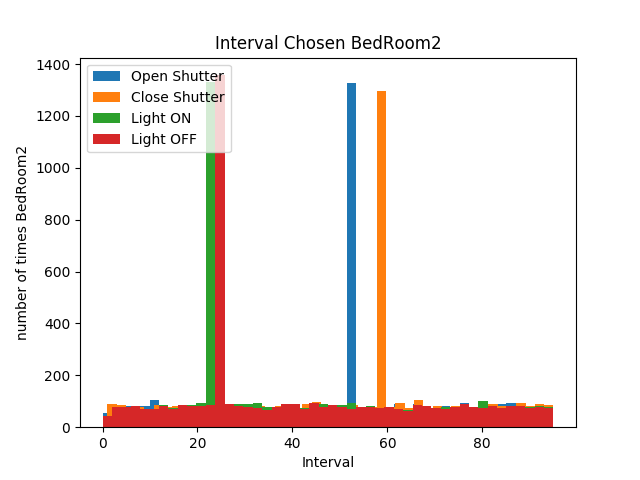 Interval Chosen BedRoom2
1400
1200
1000
800
600
400
200
0
number of times BedRoom2
Open Shutter
Close Shutter
Light ON
Light OFF
0 20 40 60 80
Interval